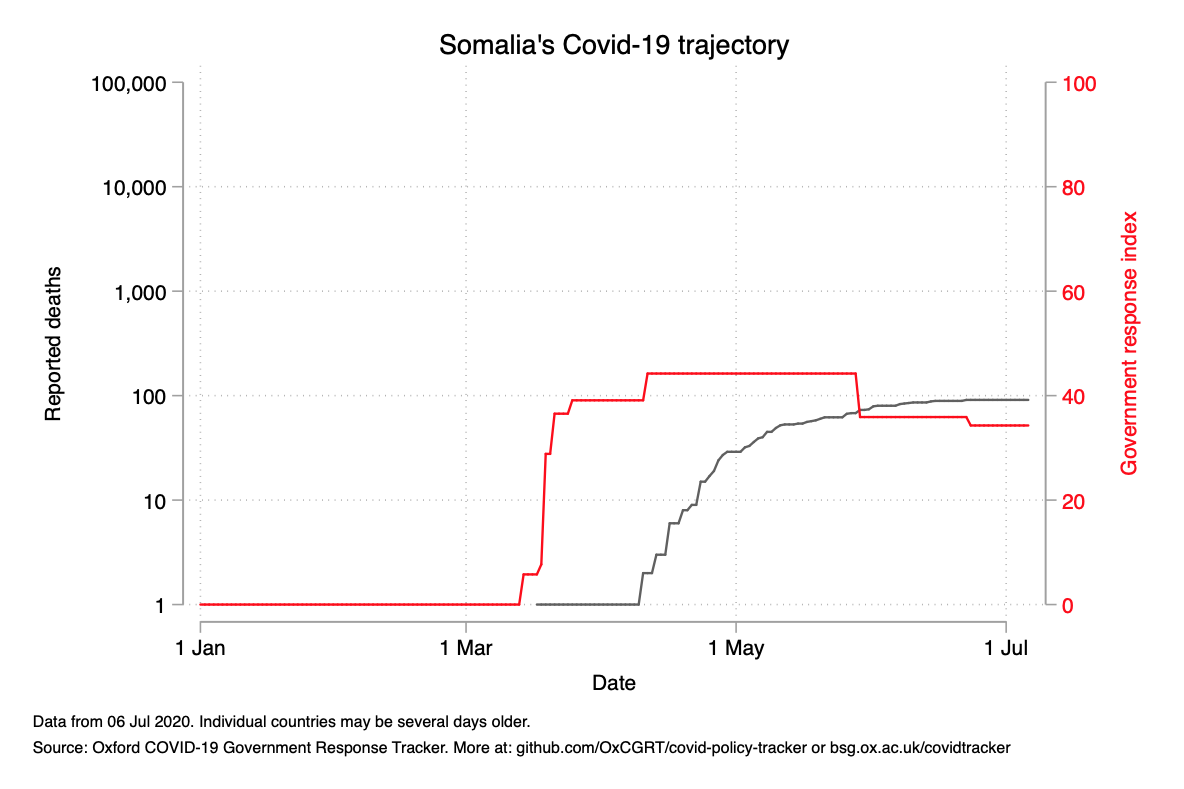 Somalia's Covid-19 trajectory
100,000
10,000
1,000
100
10
1
Reported deaths
100
80
60
40
20
0
Government response index
1 Jan
1 Mar
1 May
1 Jul
Date
Data from 06 Jul 2020. Individual countries may be several days older.
Source: Oxford COVID-19 Government Response Tracker. More at: github.com/OxCGRT/covid-policy-tracker or bsg.ox.ac.uk/covidtracker